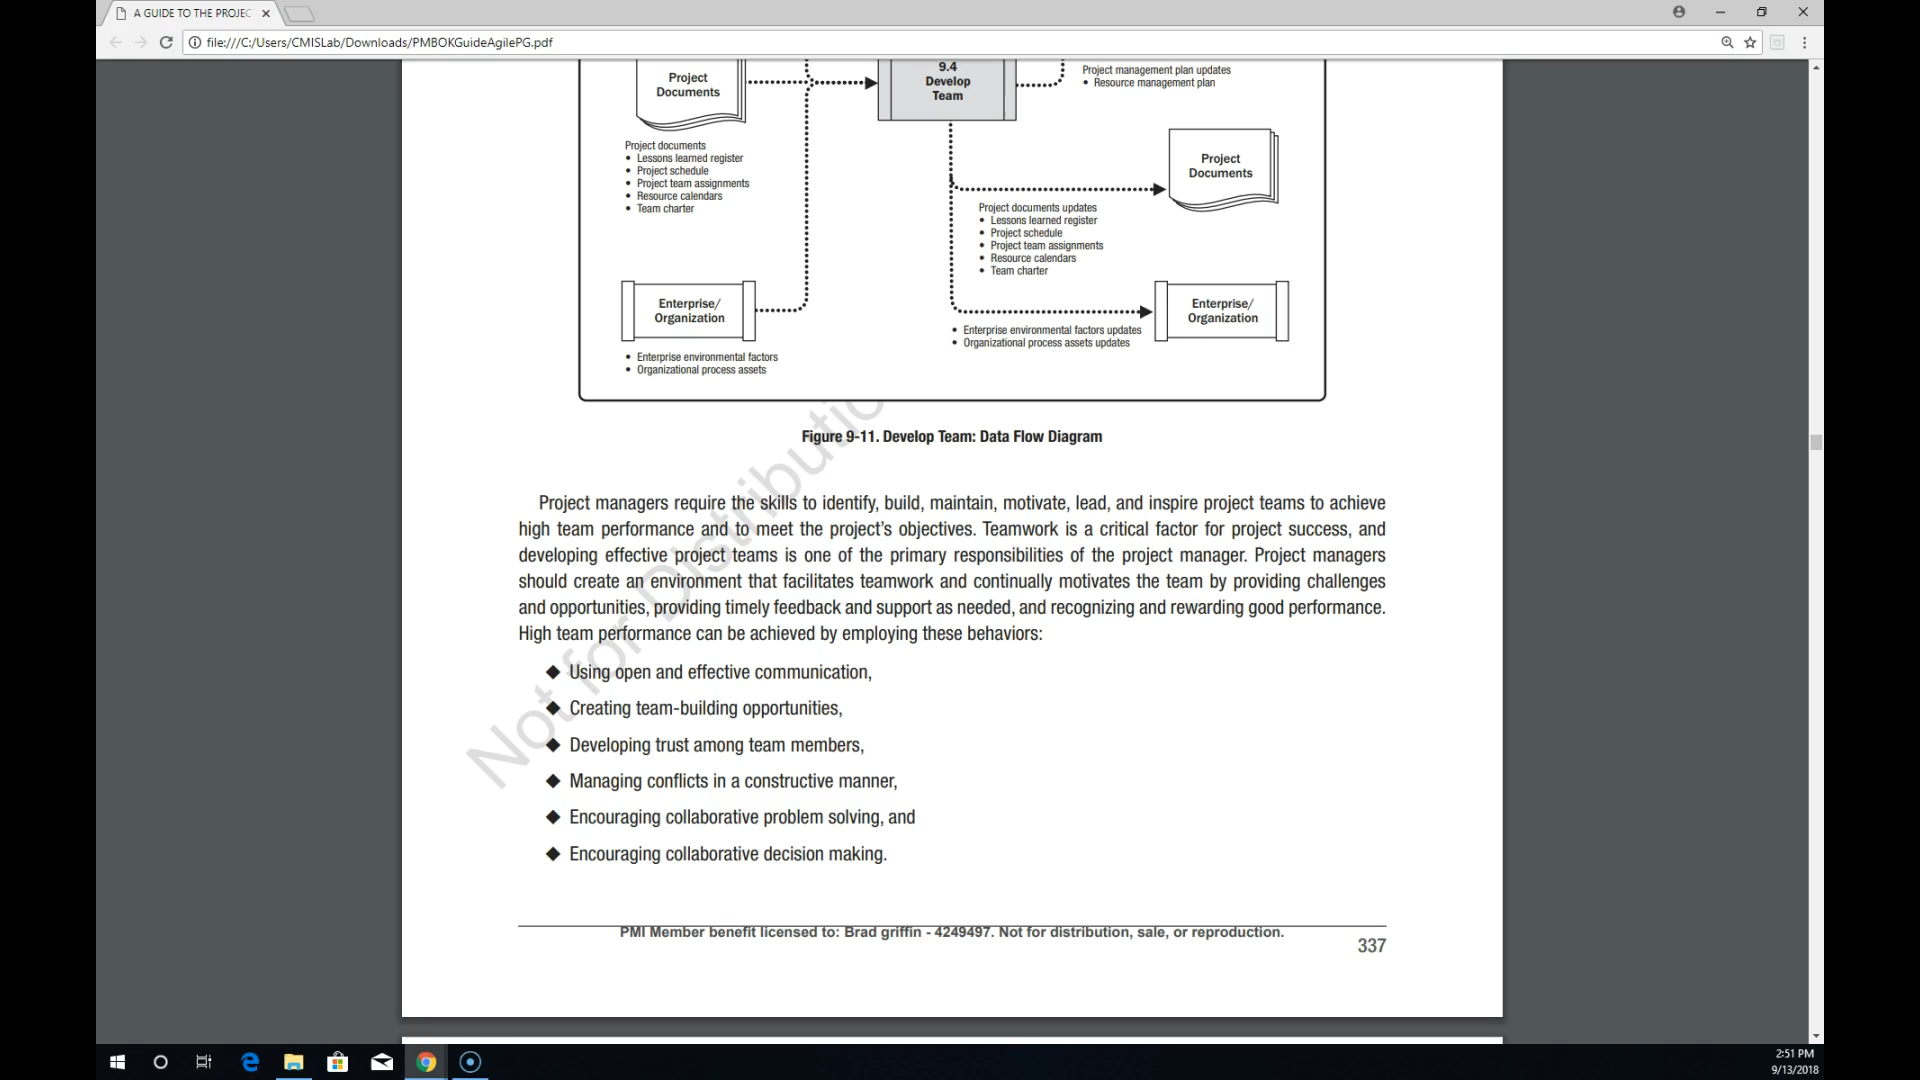 A GUIDE TO THE PROJEC
file:///C:/Users/CMISLab/Downloads/PMBOKGuideAgilePG.pdf
Project
Documents
9.4
Develop
Team
Project management plan updates
• Resource management plan
Project documents
• Lessons learned register
• Project schedule
• Project team assignments
• Resource calendars
• Team charter
Project
Documents
Project documents updates
• Lessons learned register
• Project schedule
• Project team assignments
• Resource calendars
• Team charter
Enterprise/
Organization
Enterprise/
Organization
• Enterprise environmental factors updates
• Organizational process assets updates
• Enterprise environmental factors
• Organizational process assets
Not for Distributio
Figure 9-11. Develop Team: Data Flow Diagram
Project managers require the skills to identify, build, maintain, motivate, lead, and inspire project teams to achieve
high team performance and to meet the project's objectives. Teamwork is a critical factor for project success, and
developing effective project teams is one of the primary responsibilities of the project manager. Project managers
should create an environment that facilitates teamwork and continually motivates the team by providing challenges
and opportunities, providing timely feedback and support as needed, and recognizing and rewarding good performance.
High team performance can be achieved by employing these behaviors:
◆ Using open and effective communication,
◆ Creating team-building opportunities,
◆ Developing trust among team members,
◆ Managing conflicts in a constructive manner,
◆ Encouraging collaborative problem solving, and
◆ Encouraging collaborative decision making.
PMI Member benefit licensed to: Brad griffin - 4249497. Not for distribution, sale, or reproduction.
337
2:51 PM
9/13/2018